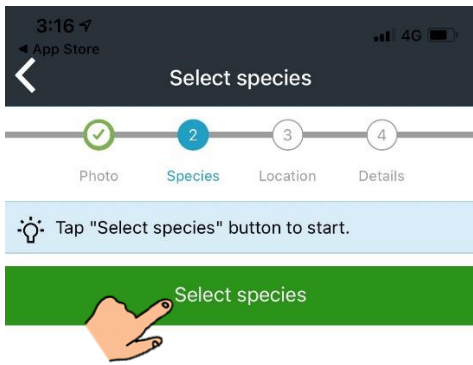 3:16
4G
App Store
Select species
2
3
4
Photo
Species
Location
Details
Tap "Select species" button to start.
Select species